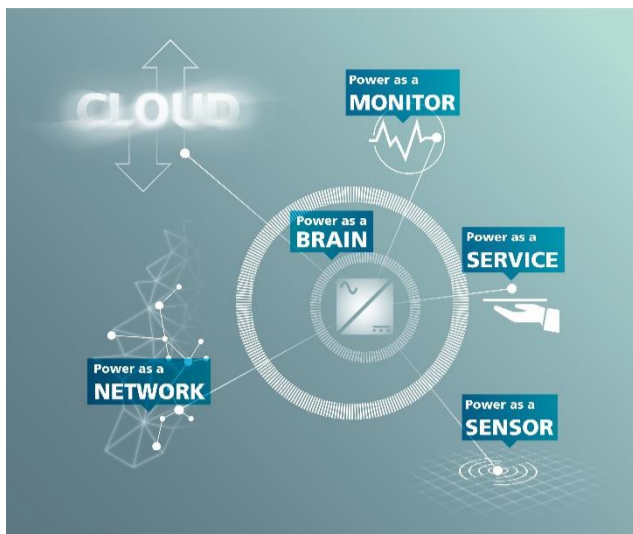 CLOUD
Power as a
MONITOR
Power as a
BRAIN
Power as a
SERVICE
Power as a
NETWORK
Power as a
SENSOR